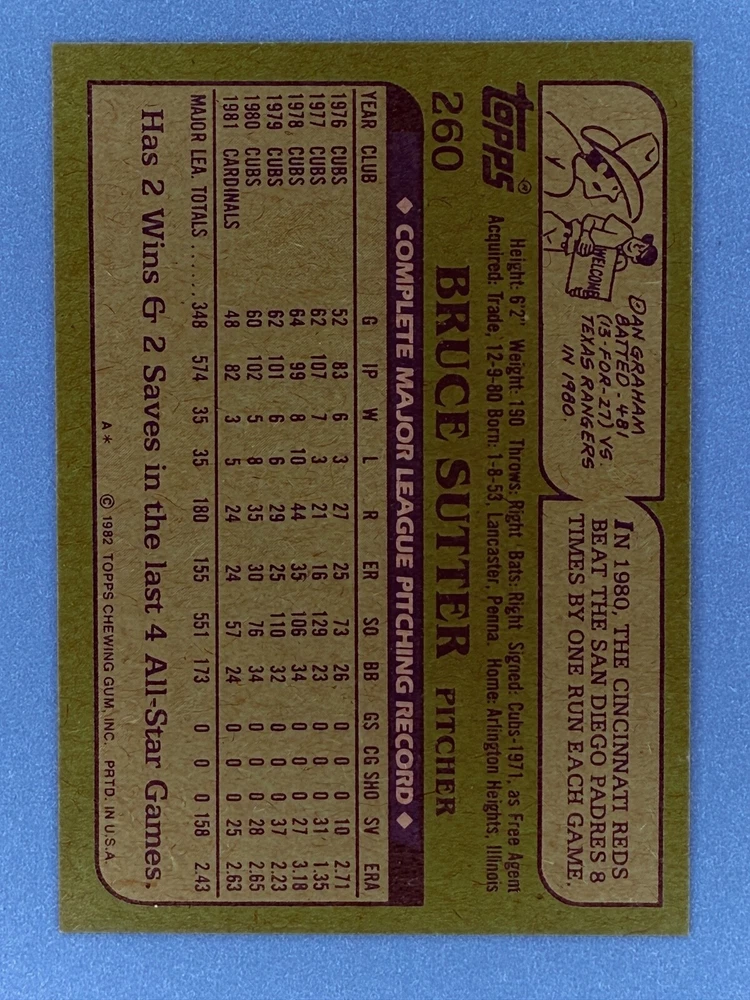 WELCOME
DAN GRAHAM
BATTED .481
(13-FOR-27) VS.
TEXAS RANGERS
IN 1980.
IN 1980, THE CINCINNATI REDS
BEAT THE SAN DIEGO PADRES 8
TIMES BY ONE RUN EACH GAME.
topps®
Height: 6'2" Weight: 190 Throws: Right Bats: Right Signed: Cubs-1971, as Free Agent
Acquired: Trade, 12-9-80 Born: 1-8-53, Lancaster, Penna. Home: Arlington Heights, Illinois
260 BRUCE SUTTER PITCHER
◆ COMPLETE MAJOR LEAGUE PITCHING RECORD ◆
YEAR CLUB G IP W L R ER SO BB GS CG SHO SV ERA
1976 CUBS 52 83 6 3 27 25 73 26 0 0 0 10 2.71
1977 CUBS 62 107 7 3 21 16 129 23 0 0 0 31 1.35
1978 CUBS 64 99 8 10 44 35 106 34 0 0 0 27 3.18
1979 CUBS 62 101 6 6 29 25 110 32 0 0 0 37 2.23
1980 CUBS 60 102 5 8 35 30 76 34 0 0 0 28 2.65
1981 CARDINALS 48 82 3 5 24 24 57 24 0 0 0 25 2.63
MAJOR LEA. TOTALS ...... 348 574 35 35 180 155 551 173 0 0 0 158 2.43
Has 2 Wins & 2 Saves in the last 4 All-Star Games.
A* © 1982 TOPPS CHEWING GUM, INC. PRTD. IN U.S.A.